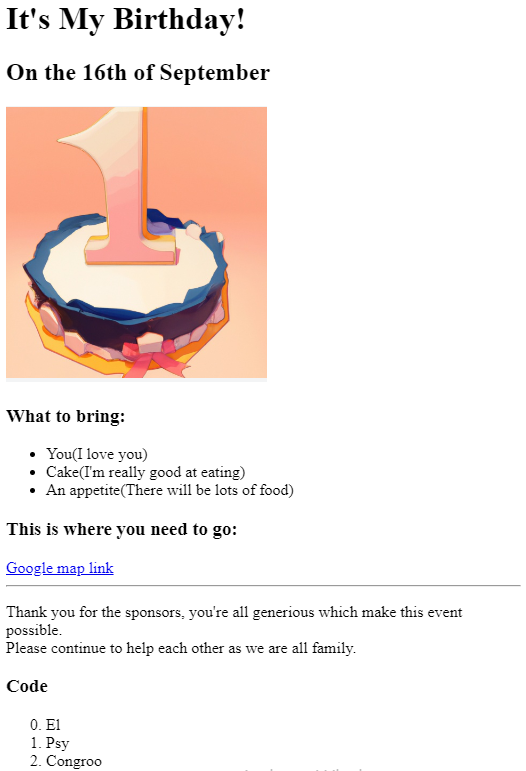 It's My Birthday!
On the 16th of September
1
What to bring:
• You(I love you)
• Cake(I'm really good at eating)
• An appetite(There will be lots of food)
This is where you need to go:
Google map link
Thank you for the sponsors, you're all generious which make this event
possible.
Please continue to help each other as we are all family.
Code
0. El
1. Psy
2. Congroo